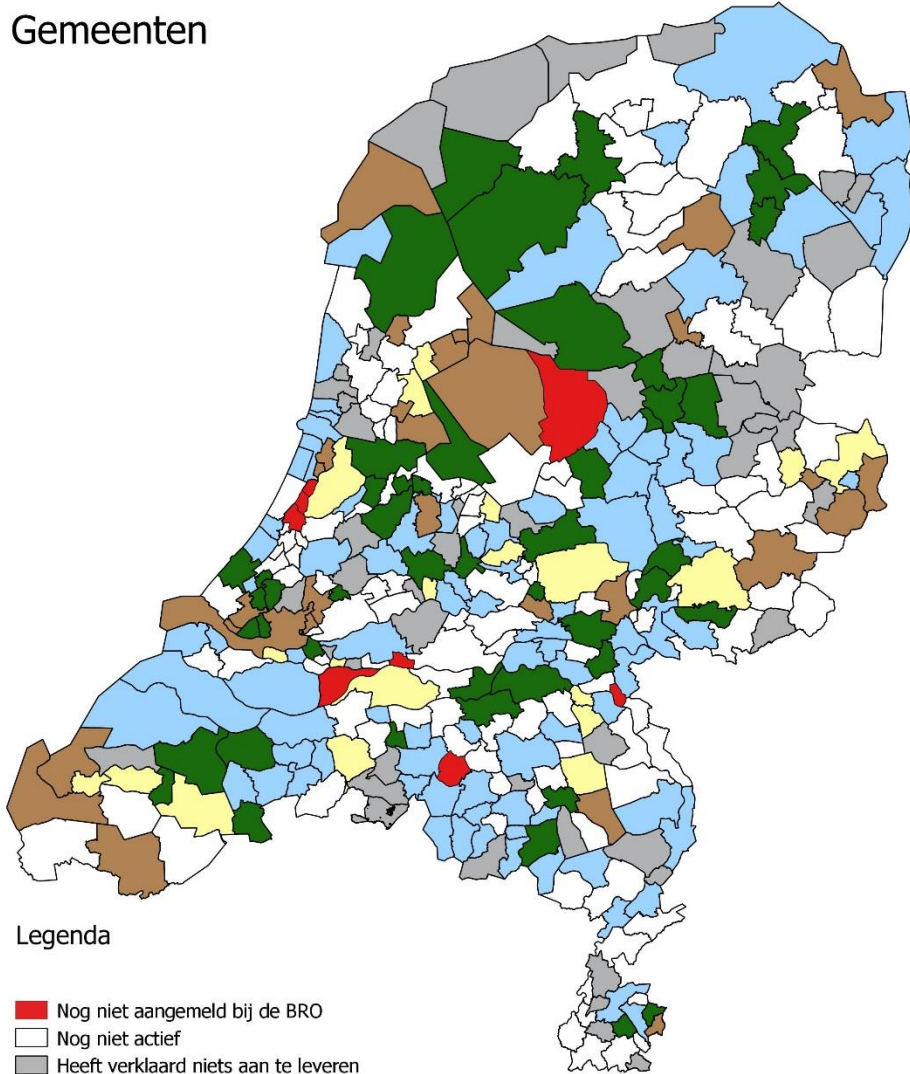 Gemeenten
Legenda
Nog niet aangemeld bij de BRO
Nog niet actief
Heeft verklaard niets aan te leveren